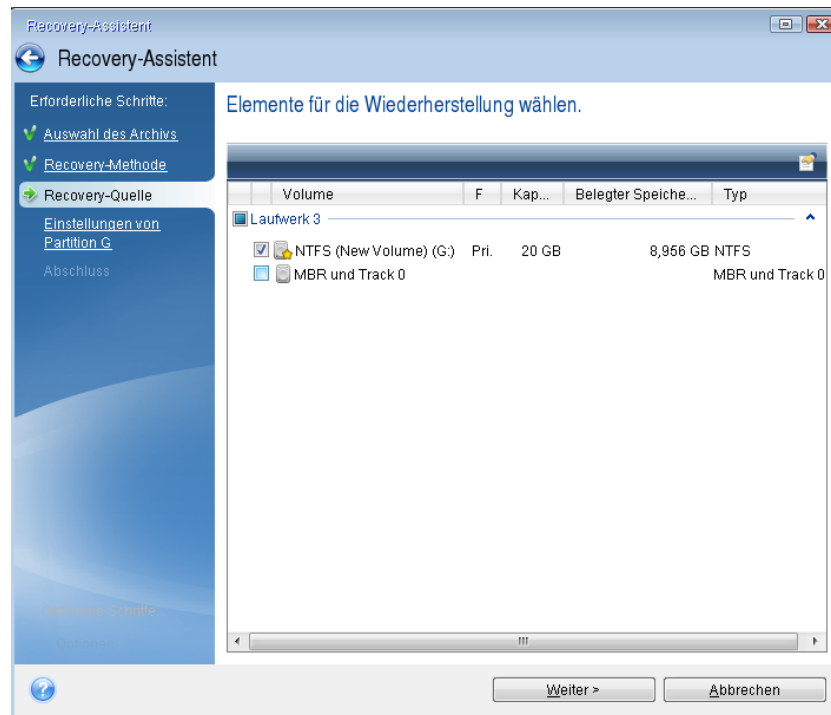 Recovery-Assistent
Recovery-Assistent
Erforderliche Schritte:
Auswahl des Archivs
Recovery-Methode
Recovery-Quelle
Einstellungen von
Partition G
Abschluss
Elemente für die Wiederherstellung wählen.
Volume F Kap... Belegter Speiche... Typ
Laufwerk 3
NTFS (New Volume) (G:) Pri. 20 GB 8,956 GB NTFS
MBR und Track 0 MBR und Track 0
Schritte:
Weiter >
Abbrechen